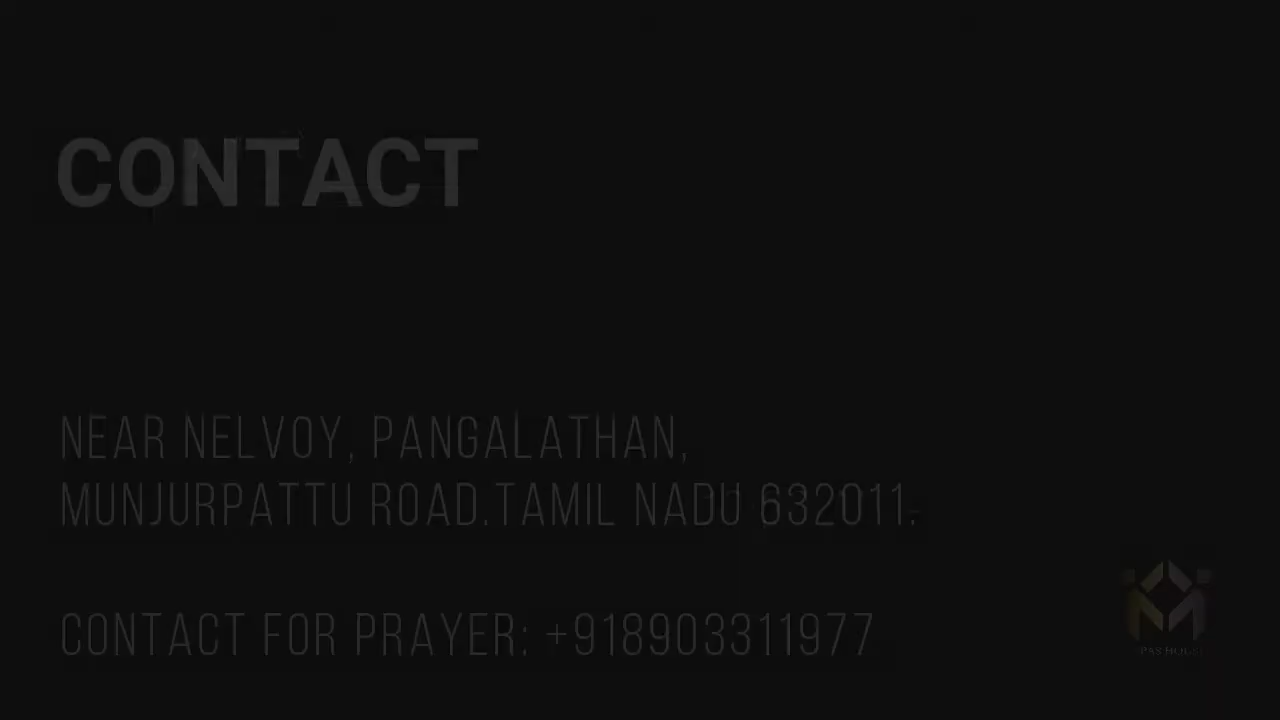 CONTACT
NEAR NELVOY, PANGALATHAN,
MUNJURPATTU ROAD.TAMIL NADU 632011.
CONTACT FOR PRAYER: +918903311977